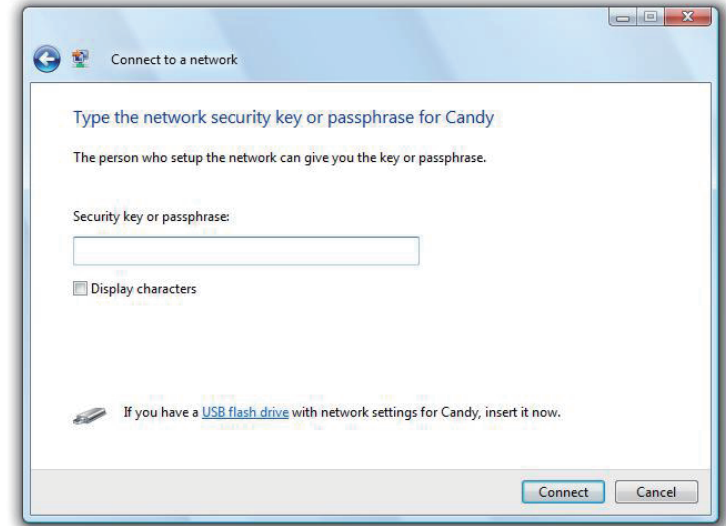 Connect to a network
Type the network security key or passphrase for Candy
The person who setup the network can give you the key or passphrase.
Security key or passphrase:
Display characters
If you have a USB flash drive with network settings for Candy, insert it now.
Connect Cancel